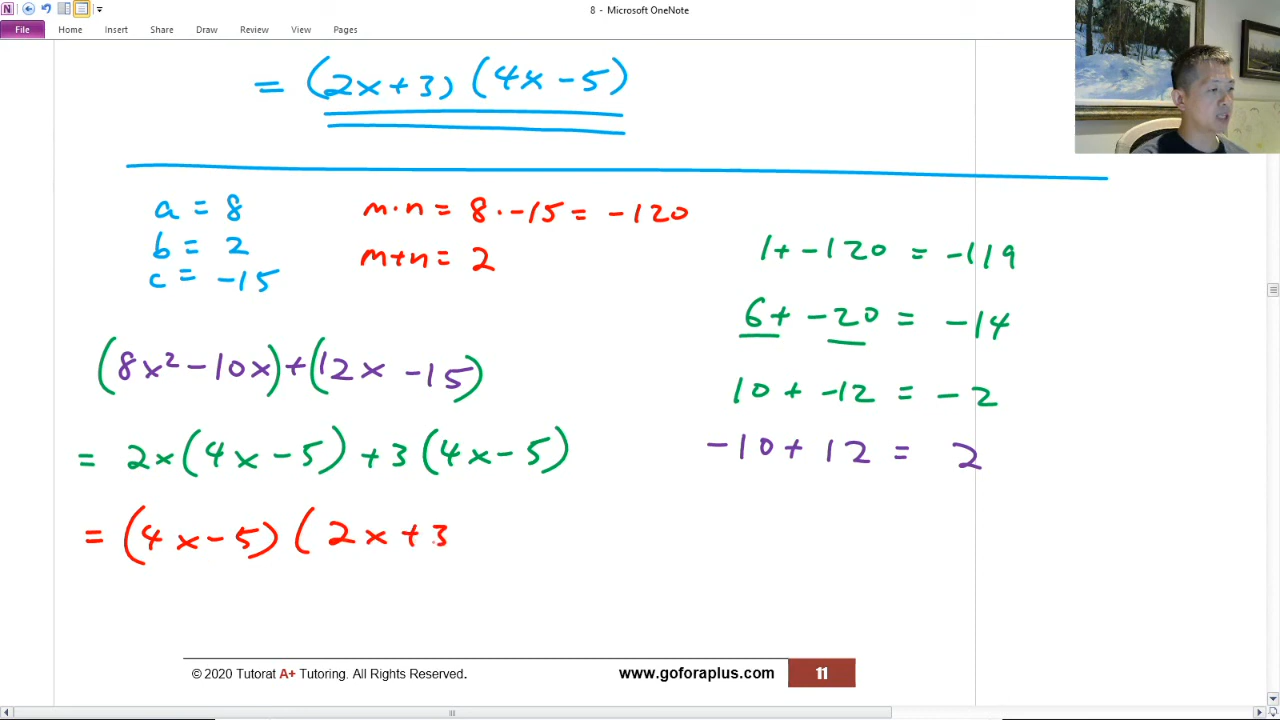 8 - Microsoft OneNote
File Home Insert Share Draw Review View Pages
= (2x+3) (4x-5)
a = 8
b = 2
c = -15
m·n = 8·-15 = -120
m+n = 2
1 + -120 = -119
6 + -20 = -14
10 + -12 = -2
-10 + 12 = 2
(8x²-10x)+(12x -15)
= 2x(4x-5)+3(4x-5)
= (4x-5)(2x+3
© 2020 Tutorat A+ Tutoring. All Rights Reserved. www.goforaplus.com 11